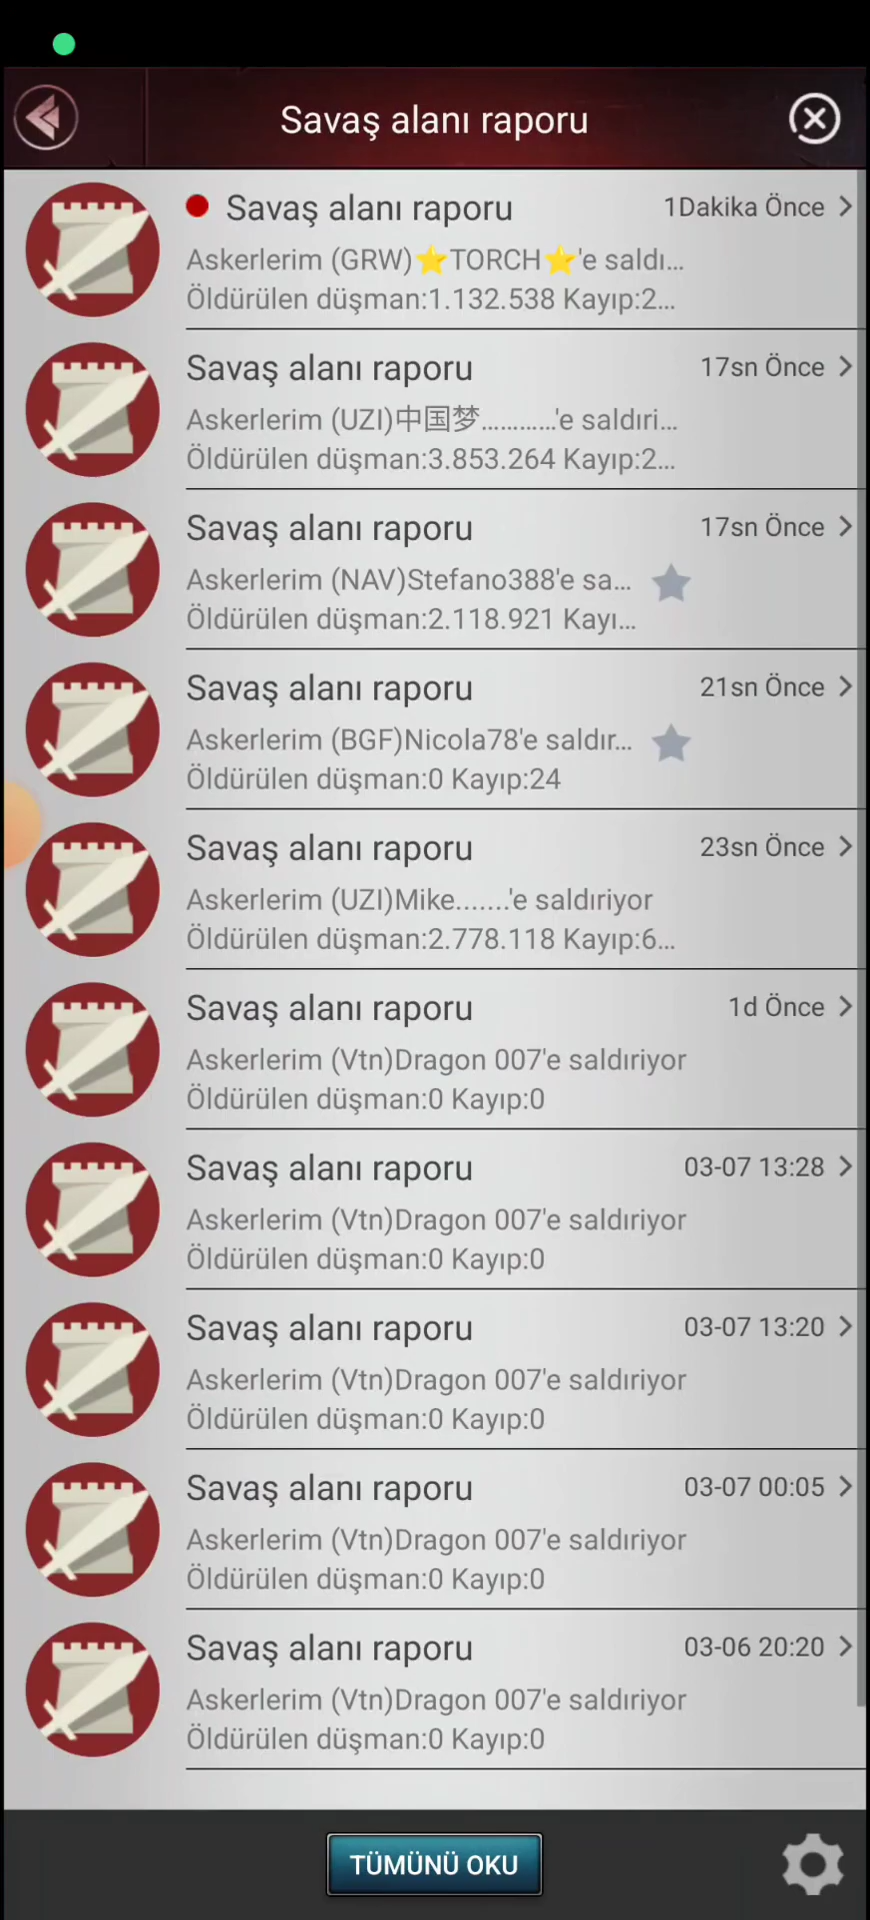 Savaş alanı raporu
Savaş alanı raporu 1Dakika Önce
Askerlerim (GRW)⭐TORCH⭐'e saldı...
Öldürülen düşman:1.132.538 Kayıp:2...
Savaş alanı raporu 17sn Önce
Askerlerim (UZI)中国梦............'e saldıri...
Öldürülen düşman:3.853.264 Kayıp:2...
Savaş alanı raporu 17sn Önce
Askerlerim (NAV)Stefano388'e sa...
Öldürülen düşman:2.118.921 Kayı...
Savaş alanı raporu 21sn Önce
Askerlerim (BGF)Nicola78'e saldır...
Öldürülen düşman:0 Kayıp:24
Savaş alanı raporu 23sn Önce
Askerlerim (UZI)Mike.......'e saldıriyor
Öldürülen düşman:2.778.118 Kayıp:6...
Savaş alanı raporu 1d Önce
Askerlerim (Vtn)Dragon 007'e saldıriyor
Öldürülen düşman:0 Kayıp:0
Savaş alanı raporu 03-07 13:28
Askerlerim (Vtn)Dragon 007'e saldıriyor
Öldürülen düşman:0 Kayıp:0
Savaş alanı raporu 03-07 13:20
Askerlerim (Vtn)Dragon 007'e saldıriyor
Öldürülen düşman:0 Kayıp:0
Savaş alanı raporu 03-07 00:05
Askerlerim (Vtn)Dragon 007'e saldıriyor
Öldürülen düşman:0 Kayıp:0
Savaş alanı raporu 03-06 20:20
Askerlerim (Vtn)Dragon 007'e saldıriyor
Öldürülen düşman:0 Kayıp:0
TÜMÜNÜ OKU